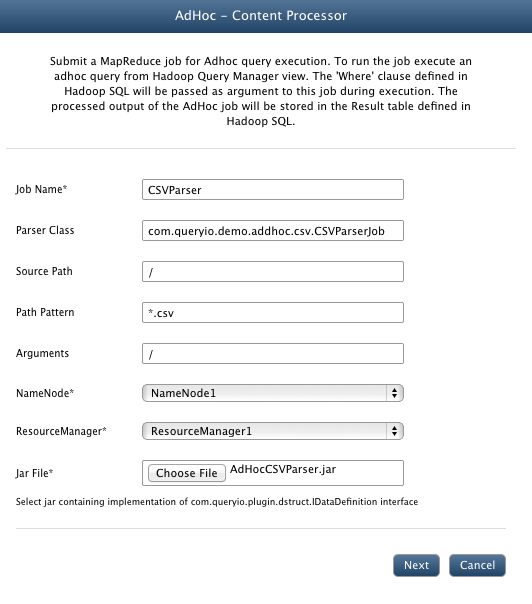 AdHoc - Content Processor
Submit a MapReduce job for Adhoc query execution. To run the job execute an
adhoc query from Hadoop Query Manager view. The 'Where' clause defined in
Hadoop SQL will be passed as argument to this job during execution. The
processed output of the AdHoc job will be stored in the Result table defined in
Hadoop SQL.
Job Name* CSVParser
Parser Class com.queryio.demo.addhoc.csv.CSVParserJob
Source Path /
Path Pattern *.csv
Arguments /
NameNode* NameNode1
ResourceManager* ResourceManager1
Jar File* Choose File AdHocCSVParser.jar
Select jar containing implementation of com.queryio.plugin.dstruct.IDataDefinition interface
Next Cancel